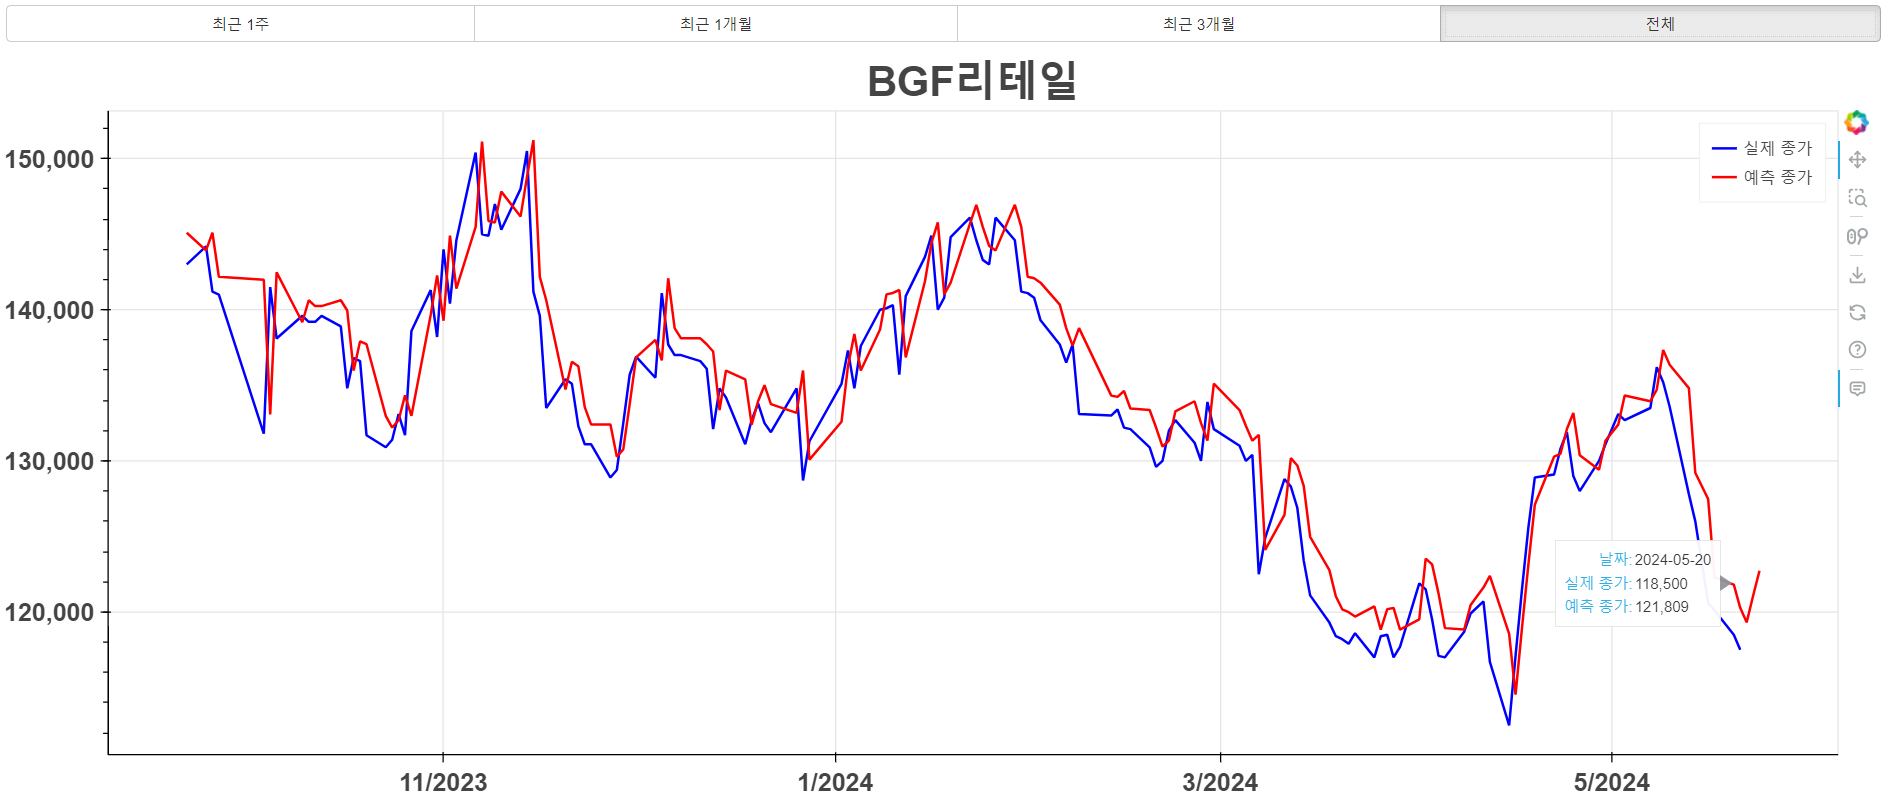 최근 1주
최근 1개월
최근 3개월
전체
BGF리테일
실제 종가
예측 종가
150,000
140,000
130,000
120,000
날짜: 2024-05-20
실제 종가: 118,500
예측 종가: 121,809
11/2023
1/2024
3/2024
5/2024